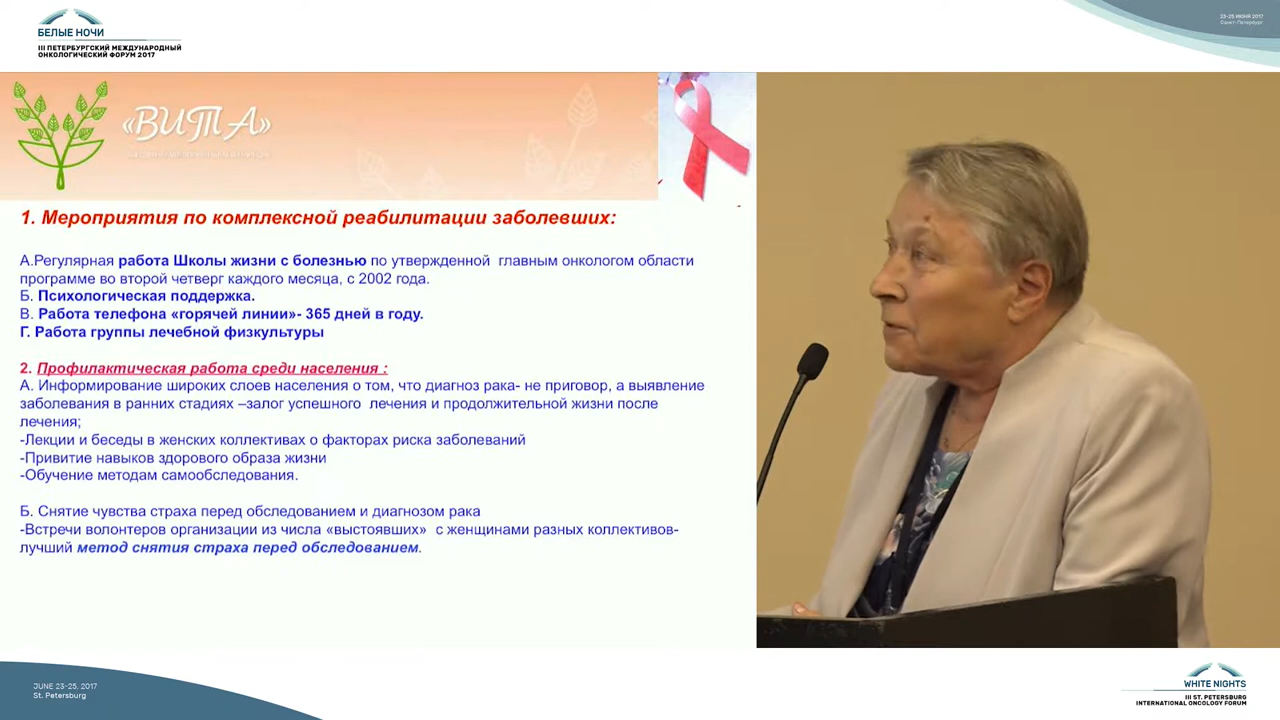 БЕЛЫЕ НОЧИ
III ПЕТЕРБУРГСКИЙ МЕЖДУНАРОДНЫЙ
ОНКОЛОГИЧЕСКИЙ ФОРУМ 2017
23-25 ИЮНЯ 2017
Санкт-Петербург
«ВИТА»
1. Мероприятия по комплексной реабилитации заболевших:
А.Регулярная работа Школы жизни с болезнью по утвержденной главным онкологом области
программе во второй четверг каждого месяца, с 2002 года.
Б. Психологическая поддержка.
В. Работа телефона «горячей линии»- 365 дней в году.
Г. Работа группы лечебной физкультуры
2. Профилактическая работа среди населения :
А. Информирование широких слоев населения о том, что диагноз рака- не приговор, а выявление
заболевания в ранних стадиях –залог успешного лечения и продолжительной жизни после
лечения;
-Лекции и беседы в женских коллективах о факторах риска заболеваний
-Привитие навыков здорового образа жизни
-Обучение методам самообследования.
Б. Снятие чувства страха перед обследованием и диагнозом рака
-Встречи волонтеров организации из числа «выстоявших» с женщинами разных коллективов-
лучший метод снятия страха перед обследованием.
JUNE 23-25, 2017
St. Petersburg
WHITE NIGHTS
III ST. PETERSBURG
INTERNATIONAL ONCOLOGY FORUM